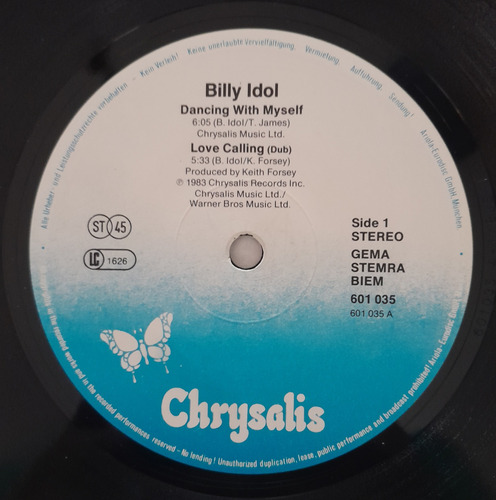 Alle Urheber- und Leistungsschutzrechte vorbehalten - Kein Verleih! Keine unerlaubte Vervielfältigung, Vermietung, Aufführung, Sendung! Ariola-Eurodisc GmbH München.
Billy Idol
Dancing With Myself
6:05 (B. Idol/T. James)
Chrysalis Music Ltd.
Love Calling (Dub)
5:33 (B. Idol/K. Forsey)
Produced by Keith Forsey
℗ 1983 Chrysalis Records Inc.
Chrysalis Music Ltd./
Warner Bros Music Ltd.
ST 45
LC 1626
Side 1
STEREO
GEMA
STEMRA
BIEM
601 035
601 035 A
Chrysalis
in the recorded works and in the recorded performances reserved - No lending! Unauthorized duplication, lease, public performance and broadcast prohibited! Ariola-Eurodisc